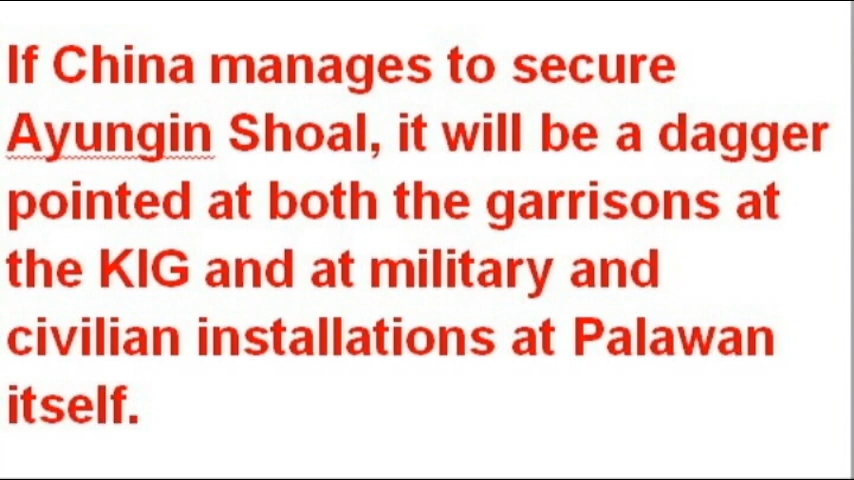 If China manages to secure
Ayungin Shoal, it will be a dagger
pointed at both the garrisons at
the KIG and at military and
civilian installations at Palawan
itself.